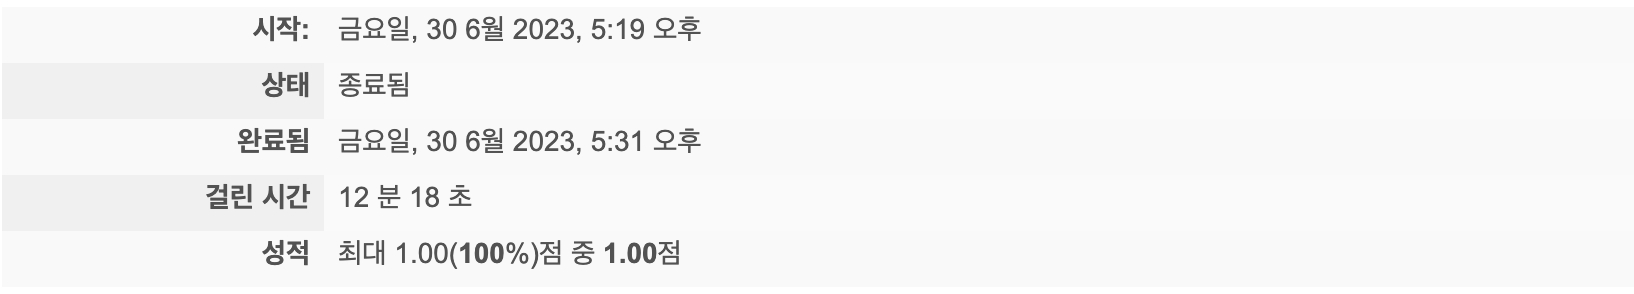 시작: 금요일, 30 6월 2023, 5:19 오후
상태 종료됨
완료됨 금요일, 30 6월 2023, 5:31 오후
걸린 시간 12 분 18 초
성적 최대 1.00(100%)점 중 1.00점